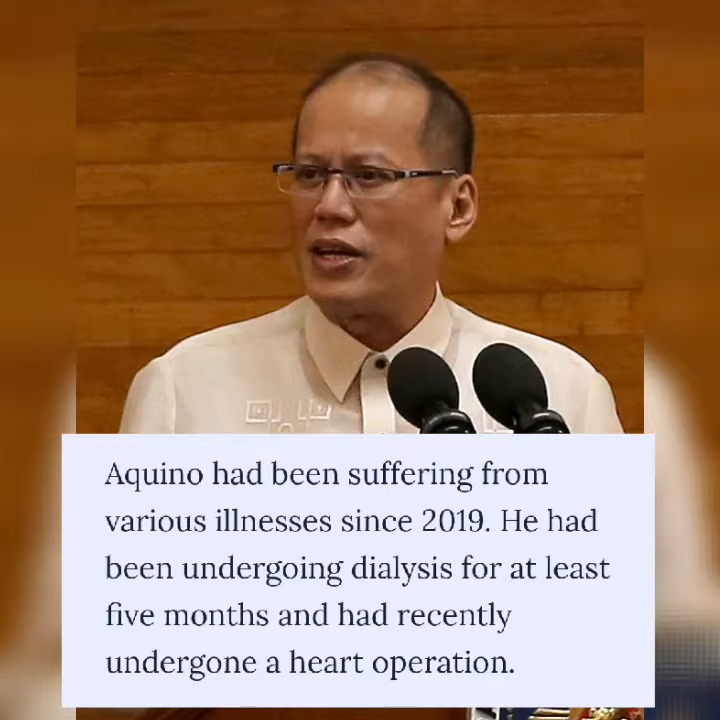 Aquino had been suffering from
various illnesses since 2019. He had
been undergoing dialysis for at least
five months and had recently
undergone a heart operation.